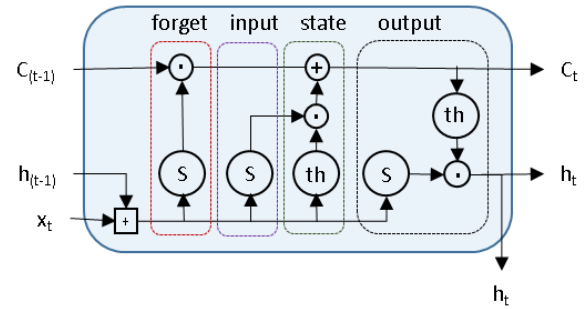 forget input state output
C(t-1) · + Ct
· th
h(t-1) S S th S · ht
xt +
ht